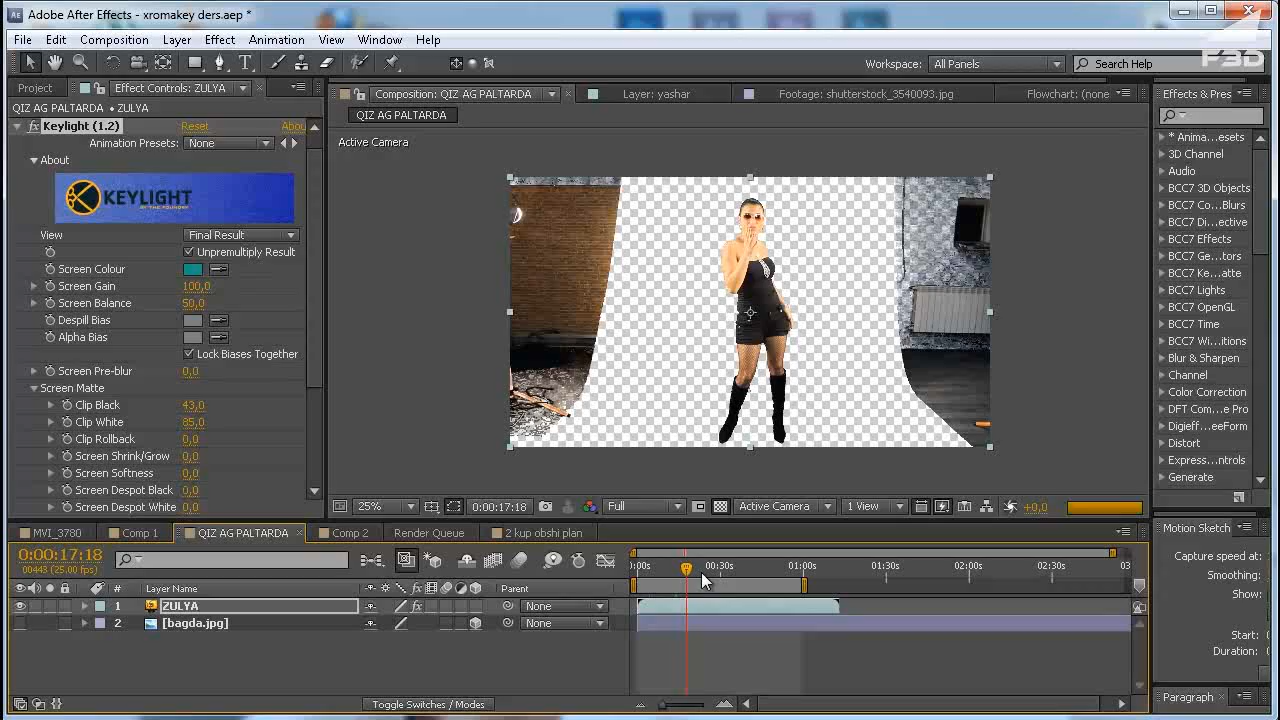 Adobe After Effects - xromakey ders.aep *
File Edit Composition Layer Effect Animation View Window Help
F3D
Workspace: All Panels Search Help
Project Effect Controls: ZULYA
QIZ AG PALTARDA • ZULYA
fx Keylight (1.2) Reset Abou
Animation Presets: None
About
KEYLIGHT
BY THE FOUNDRY
View Final Result
Unpremultiply Result
Screen Colour
Screen Gain 100,0
Screen Balance 50,0
Despill Bias
Alpha Bias
Lock Biases Together
Screen Pre-blur 0,0
Screen Matte
Clip Black 43,0
Clip White 85,0
Clip Rollback 0,0
Screen Shrink/Grow 0,0
Screen Softness 0,0
Screen Despot Black 0,0
Screen Despot White 0,0
Composition: QIZ AG PALTARDA Layer: yashar Footage: shutterstock_3540093.jpg Flowchart: (none
QIZ AG PALTARDA
Active Camera
25% 0:00:17:18 Full Active Camera 1 View +0,0
Effects & Pres
* Anima...esets
3D Channel
Audio
BCC7 3D Objects
BCC7 Co...Blurs
BCC7 Di...ective
BCC7 Effects
BCC7 Ge...tors
BCC7 Ke...atte
BCC7 Lights
BCC7 OpenGL
BCC7 Time
BCC7 Wi...itions
Blur & Sharpen
Channel
Color Correction
DFT Com...e Pro
Digieff...eeForm
Distort
Express...ntrols
Generate
MVI_3780 Comp 1 QIZ AG PALTARDA Comp 2 Render Queue 2 kup obshi plan
0:00:17:18
00443 (25.00 fps)
:00s 00:30s 01:00s 01:30s 02:00s 02:30s 03
# Layer Name Parent
1 ZULYA fx None
2 [bagda.jpg] None
Toggle Switches / Modes
Motion Sketch
Capture speed at:
Smoothing:
Show:
Start:
Duration:
Paragraph